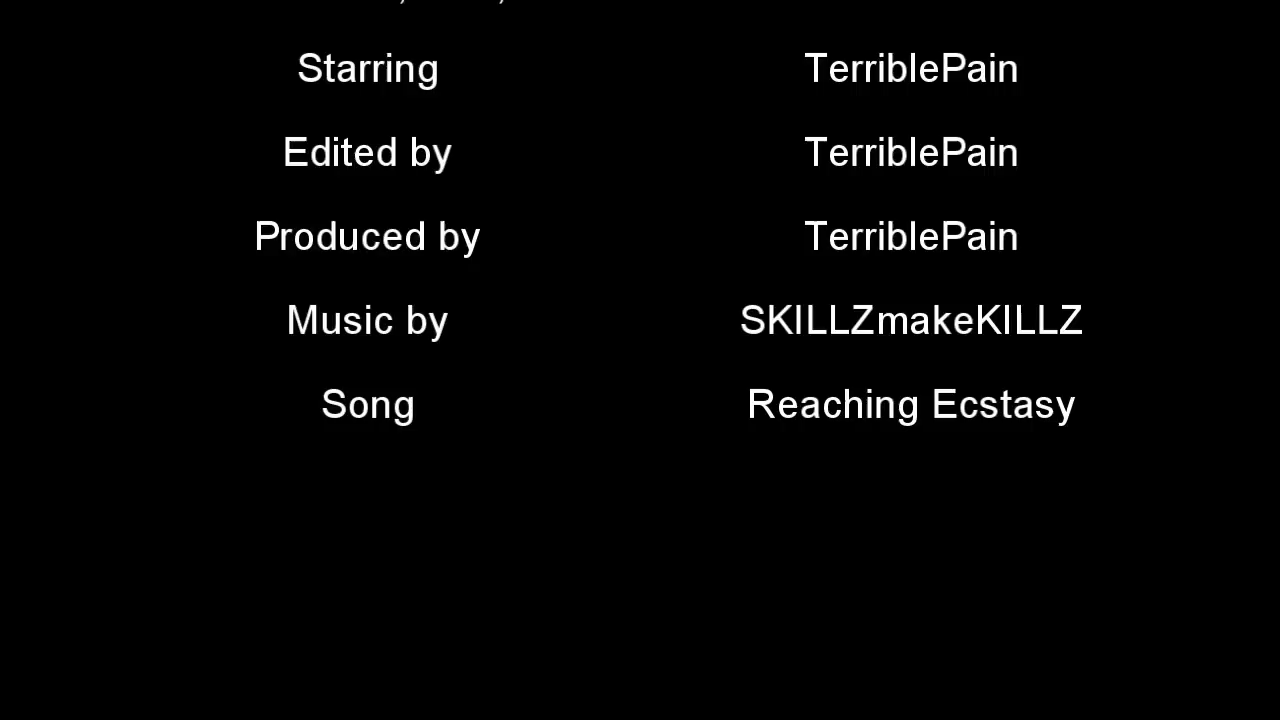 Starring TerriblePain
Edited by TerriblePain
Produced by TerriblePain
Music by SKILLZmakeKILLZ
Song Reaching Ecstasy